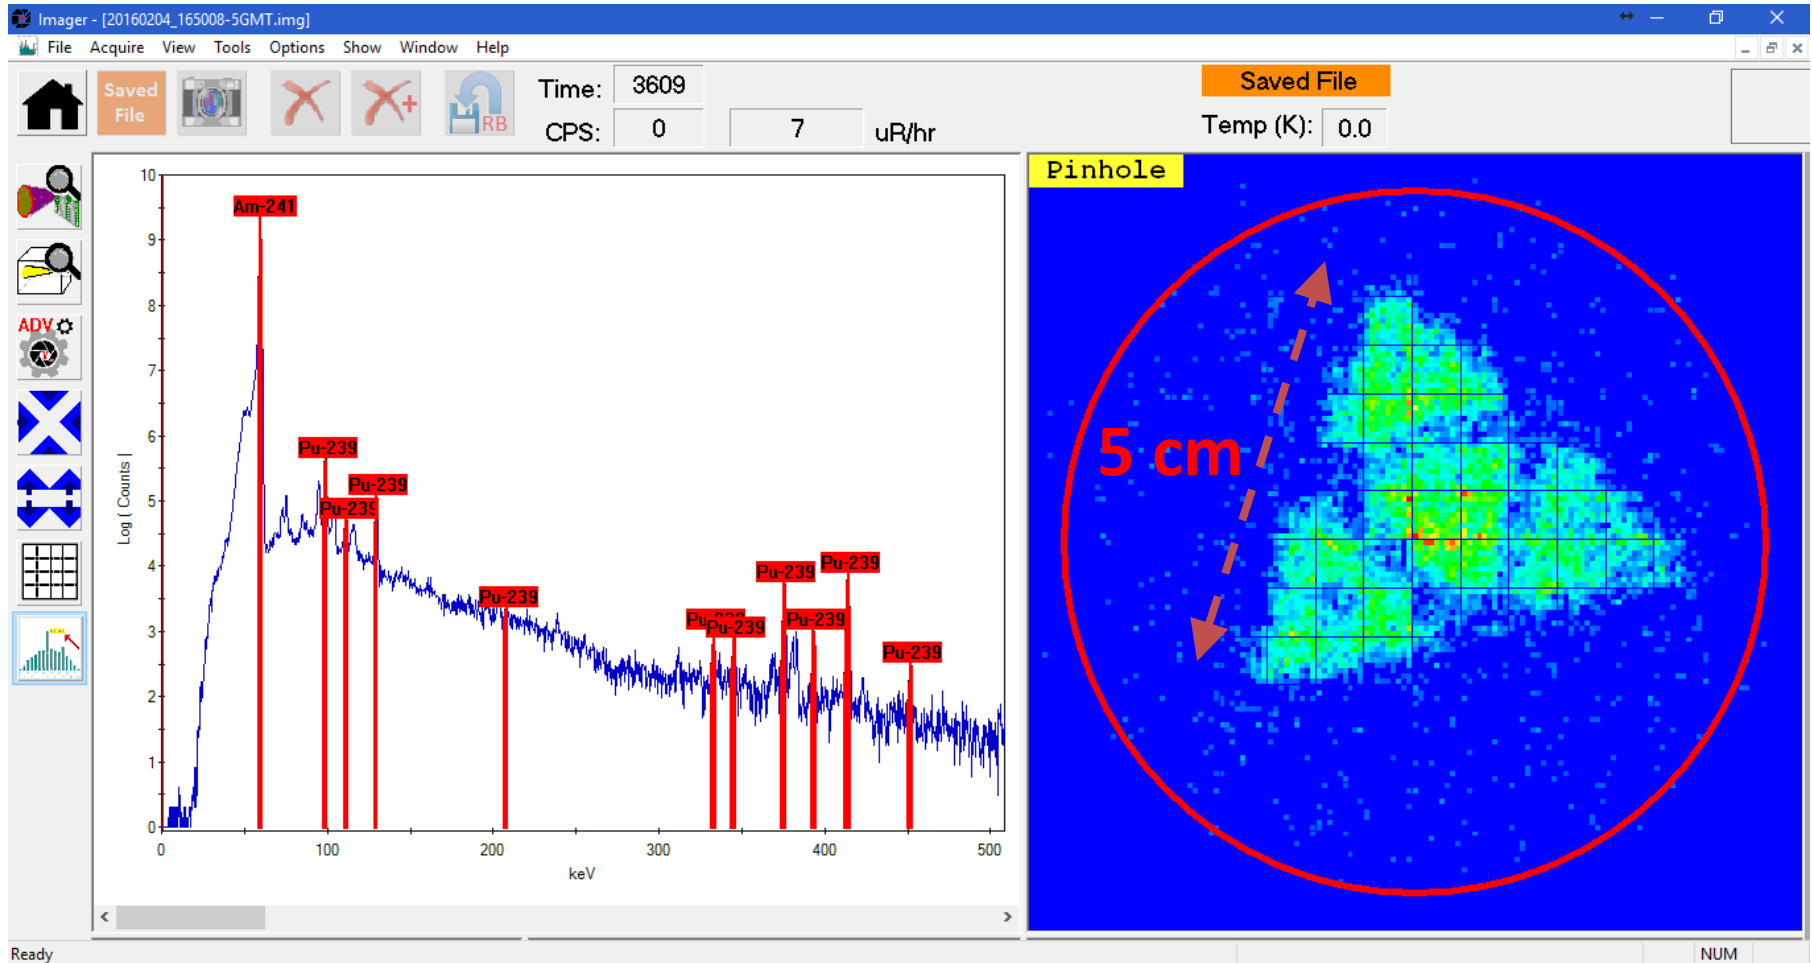 Imager - [20160204_165008-5GMT.img]
File Acquire View Tools Options Show Window Help
Saved File
RB
Time: 3609
CPS: 0 7 uR/hr
Saved File
Temp (K): 0.0
ADV
Log ( Counts )
10
9
8
7
6
5
4
3
2
1
0
Am-241
Pu-239
Pu-239
Pu-239
Pu-239
Pu-239
Pu-239
Pu-239
Pu-239
Pu-239
Pu-239
0 100 200 300 400 500
keV
Pinhole
5 cm
Ready
NUM